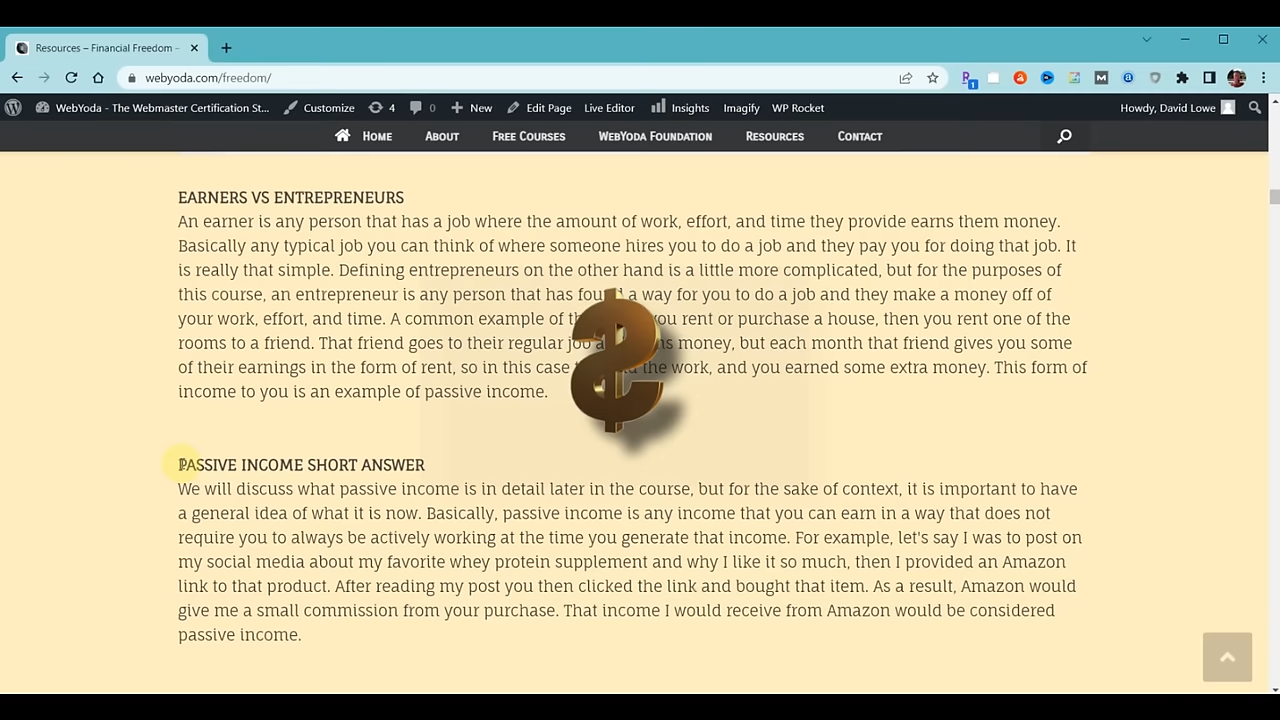 Resources – Financial Freedom -
webyoda.com/freedom/
WebYoda - The Webmaster Certification St... Customize 4 0 New Edit Page Live Editor Insights Imagify WP Rocket Howdy, David Lowe
Home About Free Courses WebYoda Foundation Resources Contact
EARNERS VS ENTREPRENEURS
An earner is any person that has a job where the amount of work, effort, and time they provide earns them money.
Basically any typical job you can think of where someone hires you to do a job and they pay you for doing that job. It
is really that simple. Defining entrepreneurs on the other hand is a little more complicated, but for the purposes of
this course, an entrepreneur is any person that has found a way for you to do a job and they make a money off of
your work, effort, and time. A common example of you rent or purchase a house, then you rent one of the
rooms to a friend. That friend goes to their regular job money, but each month that friend gives you some
of their earnings in the form of rent, so in this case the work, and you earned some extra money. This form of
income to you is an example of passive income.
PASSIVE INCOME SHORT ANSWER
We will discuss what passive income is in detail later in the course, but for the sake of context, it is important to have
a general idea of what it is now. Basically, passive income is any income that you can earn in a way that does not
require you to always be actively working at the time you generate that income. For example, let's say I was to post on
my social media about my favorite whey protein supplement and why I like it so much, then I provided an Amazon
link to that product. After reading my post you then clicked the link and bought that item. As a result, Amazon would
give me a small commission from your purchase. That income I would receive from Amazon would be considered
passive income.